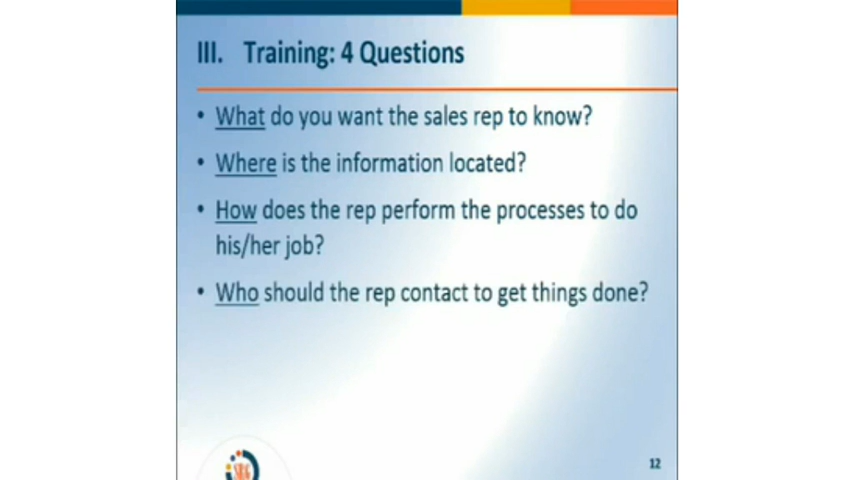 III. Training: 4 Questions
• What do you want the sales rep to know?
• Where is the information located?
• How does the rep perform the processes to do
his/her job?
• Who should the rep contact to get things done?
SBG
12